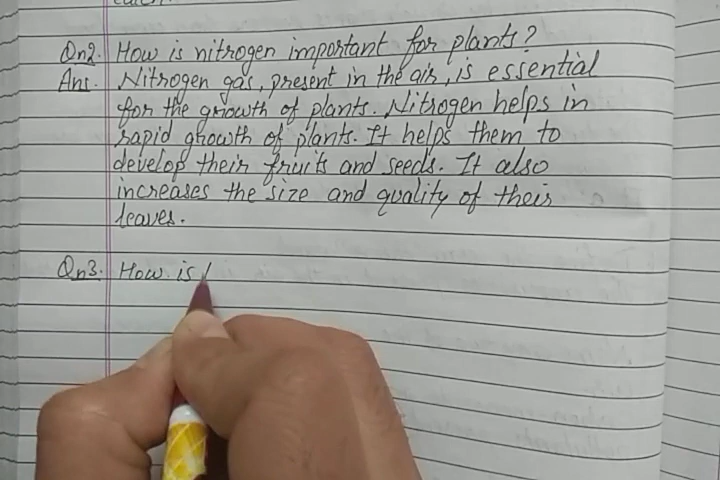 Qn2. How is nitrogen important for plants?
Ans. Nitrogen gas, present in the air, is essential
for the growth of plants. Nitrogen helps in
rapid growth of plants. It helps them to
develop their fruits and seeds. It also
increases the size and quality of their
leaves.
Qn3. How is